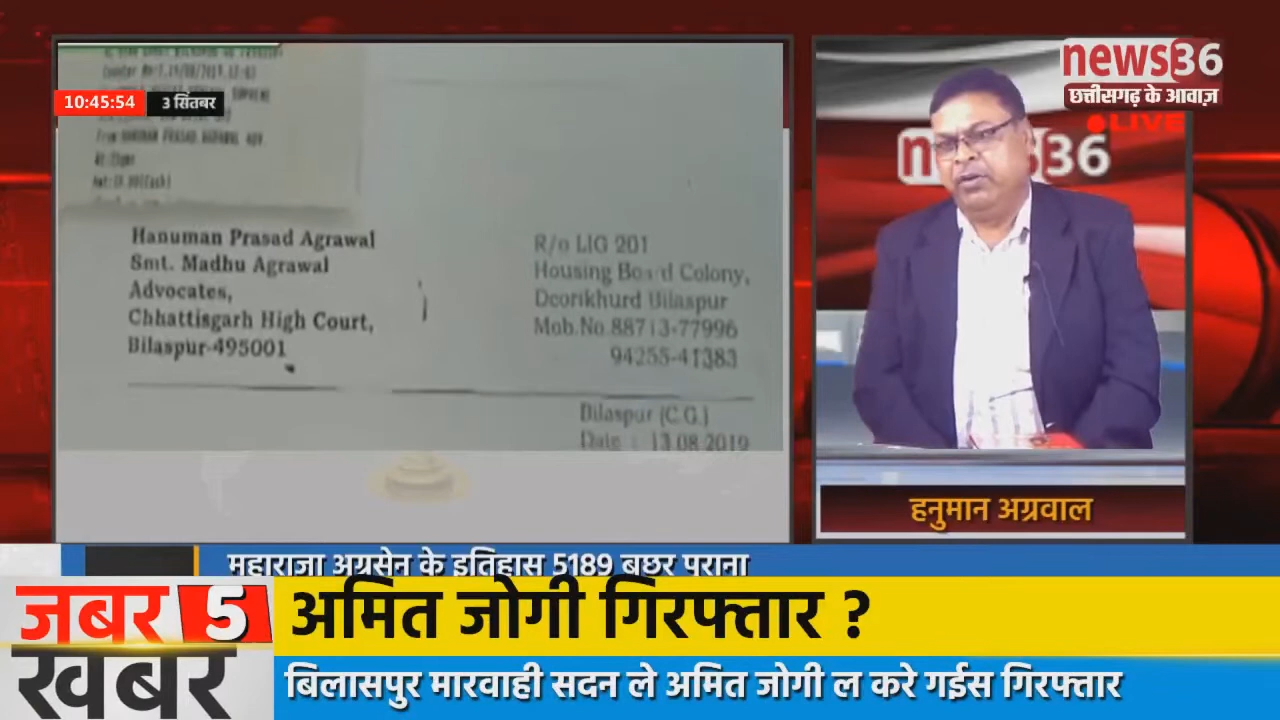 news36
छत्तीसगढ़ के आवाज़
LIVE
10:45:54
3 सितंबर
Hanuman Prasad Agrawal
Smt. Madhu Agrawal
Advocates,
Chhattisgarh High Court,
Bilaspur-495001
R/o LIG 201
Housing Board Colony,
Deorikhurd Bilaspur
Mob.No.88713-77996
94255-41383
Bilaspur (C.G.)
Date : 13.08.2019
36
हनुमान अग्रवाल
महाराजा अग्रसेन के इतिहास 5189 बछर पुराना
जबर 5
खबर
अमित जोगी गिरफ्तार ?
बिलासपुर मारवाही सदन ले अमित जोगी ल करे गईस गिरफ्तार